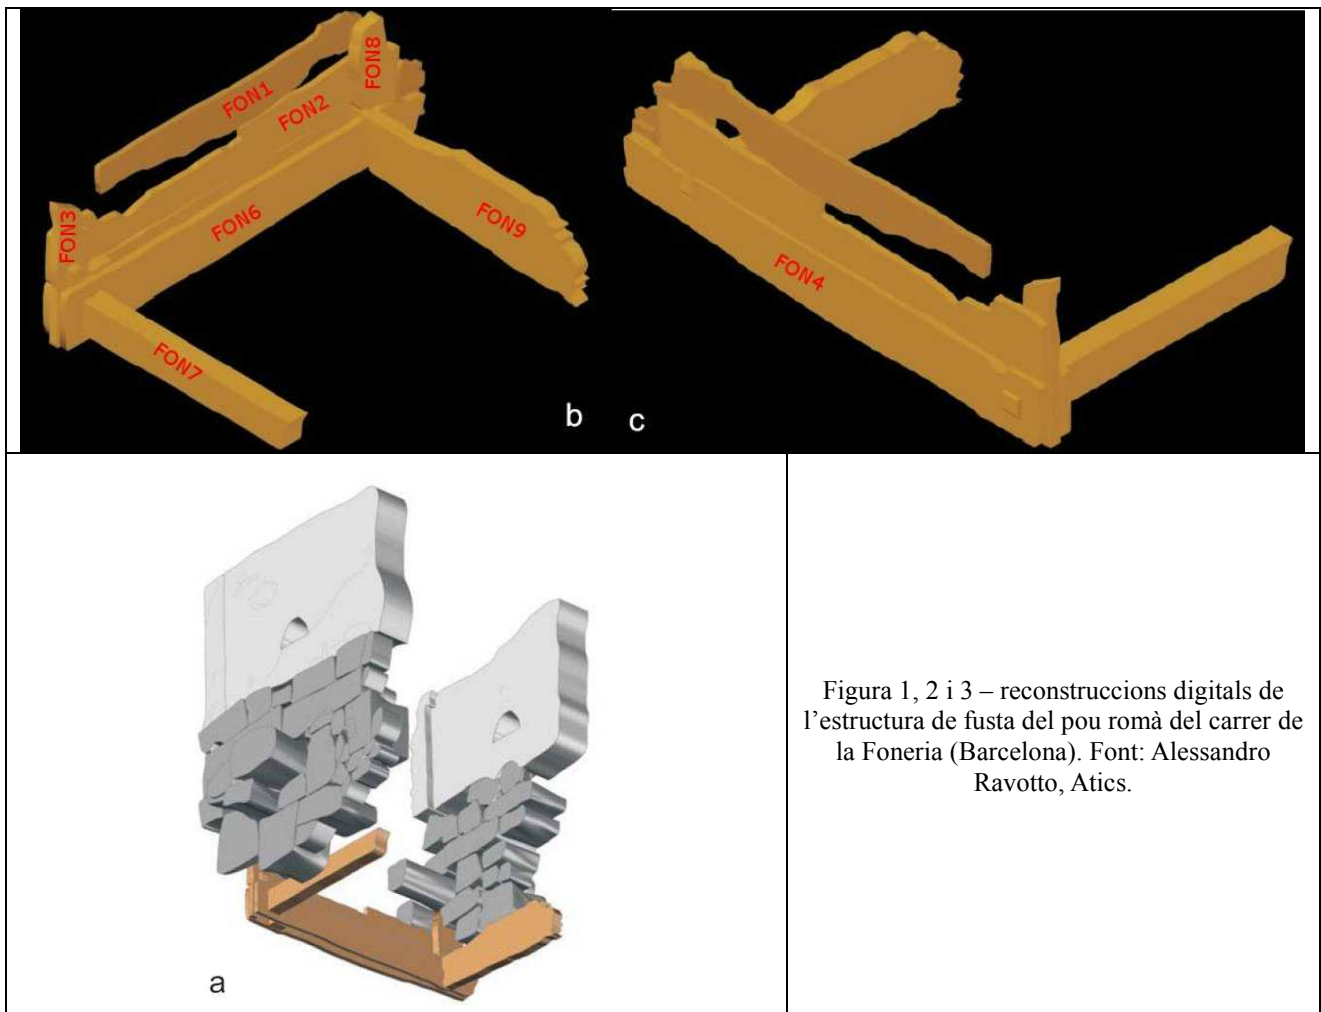 FON1
FON8
FON2
FON3
FON6
FON9
FON7
b
c
FON4
a
Figura 1, 2 i 3 – reconstruccions digitals de
l’estructura de fusta del pou romà del carrer de
la Foneria (Barcelona). Font: Alessandro
Ravotto, Atics.